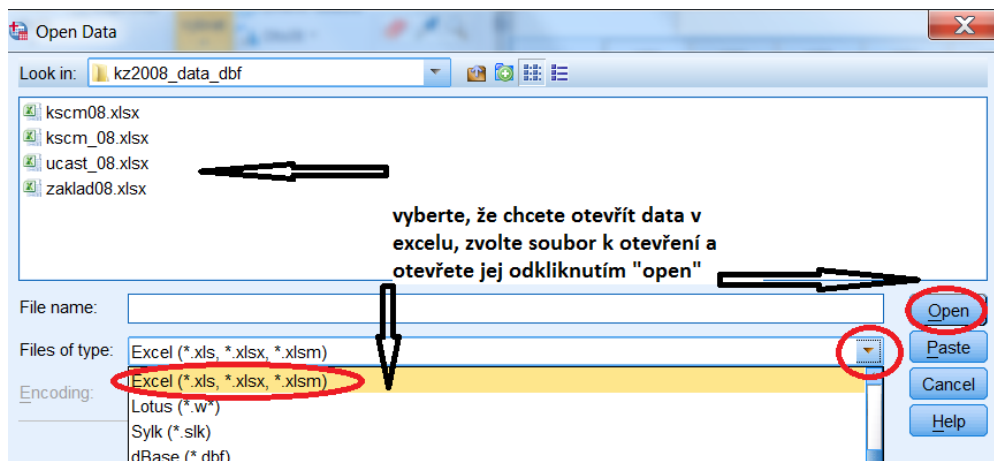 Open Data
Look in: kz2008_data_dbf
kscm08.xlsx
kscm_08.xlsx
ucast_08.xlsx
zaklad08.xlsx
vyberte, že chcete otevřít data v
excelu, zvolte soubor k otevření a
otevřete jej odkliknutím "open"
File name:
Open
Files of type: Excel (*.xls, *.xlsx, *.xlsm)
Paste
Encoding:
Excel (*.xls, *.xlsx, *.xlsm)
Cancel
Lotus (*.w*)
Help
Sylk (*.slk)
dBase (*.dbf)